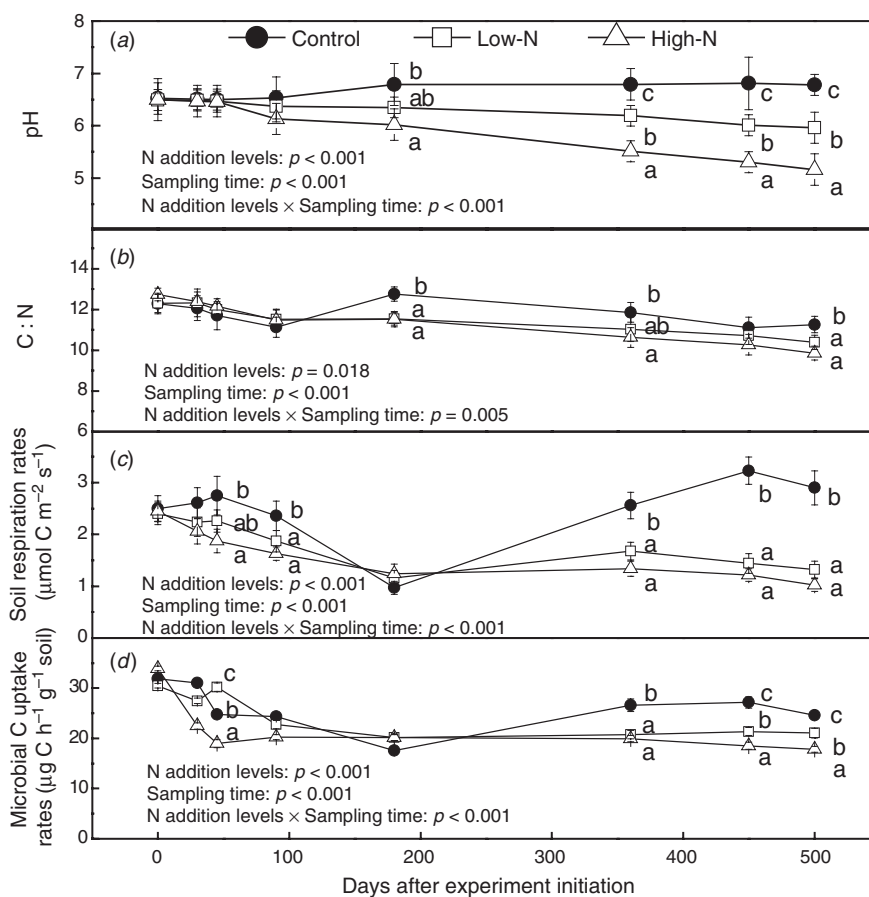 (a)
Control
Low-N
High-N
8
7
6
5
pH
b
ab
a
c
b
a
c
b
a
c
b
a
N addition levels: p < 0.001
Sampling time: p < 0.001
N addition levels × Sampling time: p < 0.001
(b)
14
12
10
8
6
C : N
b
a
a
b
ab
a
b
a
a
N addition levels: p = 0.018
Sampling time: p < 0.001
N addition levels × Sampling time: p = 0.005
(c)
3
2
1
0
Soil respiration rates
(μmol C m−2 s−1)
b
ab
a
b
a
a
b
a
a
b
a
a
b
a
a
N addition levels: p < 0.001
Sampling time: p < 0.001
N addition levels × Sampling time: p < 0.001
(d)
30
20
10
0
Microbial C uptake
rates (μg C h−1 g−1 soil)
c
b
a
b
a
a
c
b
a
c
b
a
N addition levels: p < 0.001
Sampling time: p < 0.001
N addition levels × Sampling time: p < 0.001
0
100
200
300
400
500
Days after experiment initiation